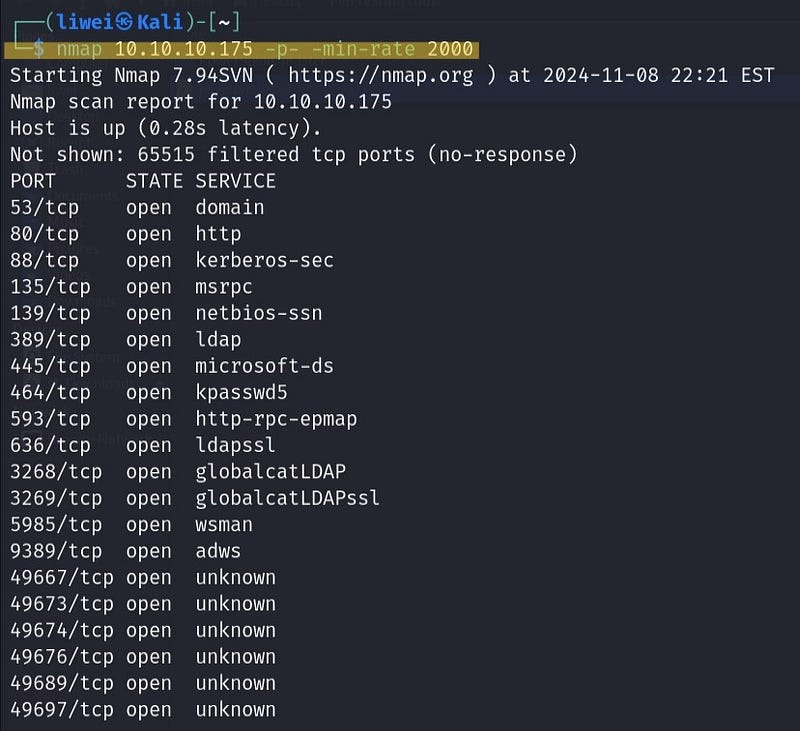 ┌──(liwei㉿Kali)-[~]
└─$ nmap 10.10.10.175 -p- -min-rate 2000
Starting Nmap 7.94SVN ( https://nmap.org ) at 2024-11-08 22:21 EST
Nmap scan report for 10.10.10.175
Host is up (0.28s latency).
Not shown: 65515 filtered tcp ports (no-response)
PORT      STATE SERVICE
53/tcp    open  domain
80/tcp    open  http
88/tcp    open  kerberos-sec
135/tcp   open  msrpc
139/tcp   open  netbios-ssn
389/tcp   open  ldap
445/tcp   open  microsoft-ds
464/tcp   open  kpasswd5
593/tcp   open  http-rpc-epmap
636/tcp   open  ldapssl
3268/tcp  open  globalcatLDAP
3269/tcp  open  globalcatLDAPssl
5985/tcp  open  wsman
9389/tcp  open  adws
49667/tcp open  unknown
49673/tcp open  unknown
49674/tcp open  unknown
49676/tcp open  unknown
49689/tcp open  unknown
49697/tcp open  unknown